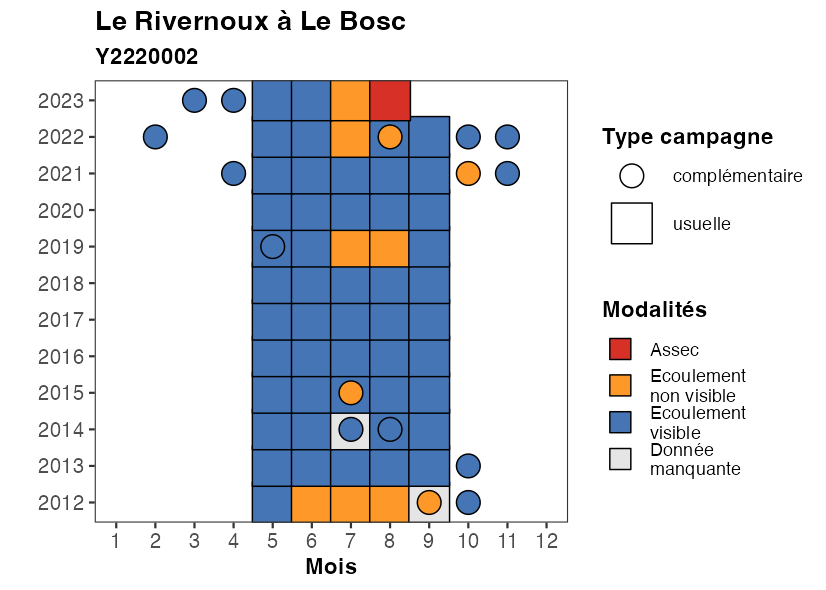 Le Rivernoux à Le Bosc
Y2220002
2023
2022
2021
2020
2019
2018
2017
2016
2015
2014
2013
2012
1 2 3 4 5 6 7 8 9 10 11 12
Mois
Type campagne
complémentaire
usuelle
Modalités
Assec
Ecoulement
non visible
Ecoulement
visible
Donnée
manquante